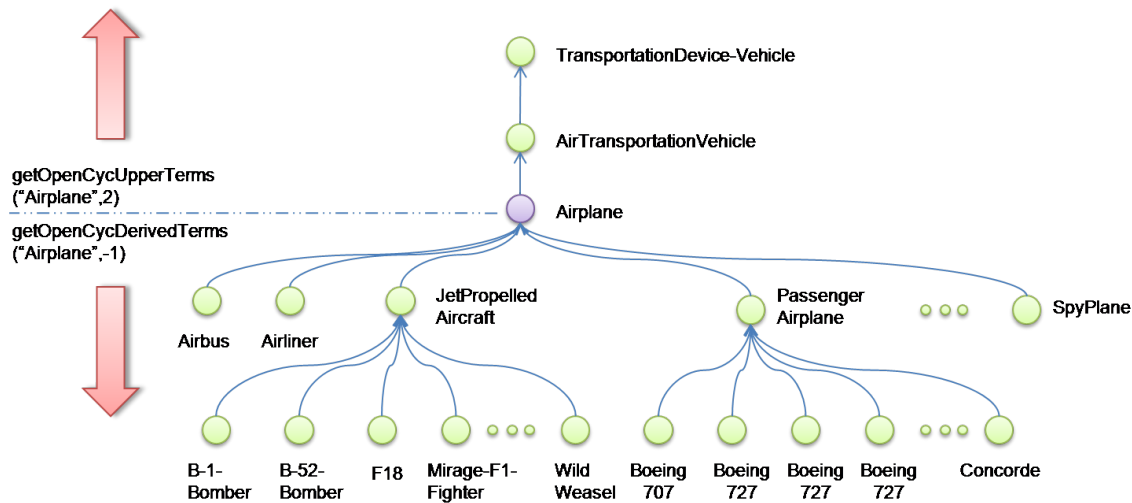 TransportationDevice-Vehicle
AirTransportationVehicle
getOpenCycUpperTerms
(“Airplane”,2)
Airplane
getOpenCycDerivedTerms
(“Airplane”,-1)
JetPropelled
Aircraft
Passenger
Airplane
SpyPlane
Airbus
Airliner
B-1-
Bomber
B-52-
Bomber
F18
Mirage-F1-
Fighter
Wild
Weasel
Boeing
707
Boeing
727
Boeing
727
Boeing
727
Concorde